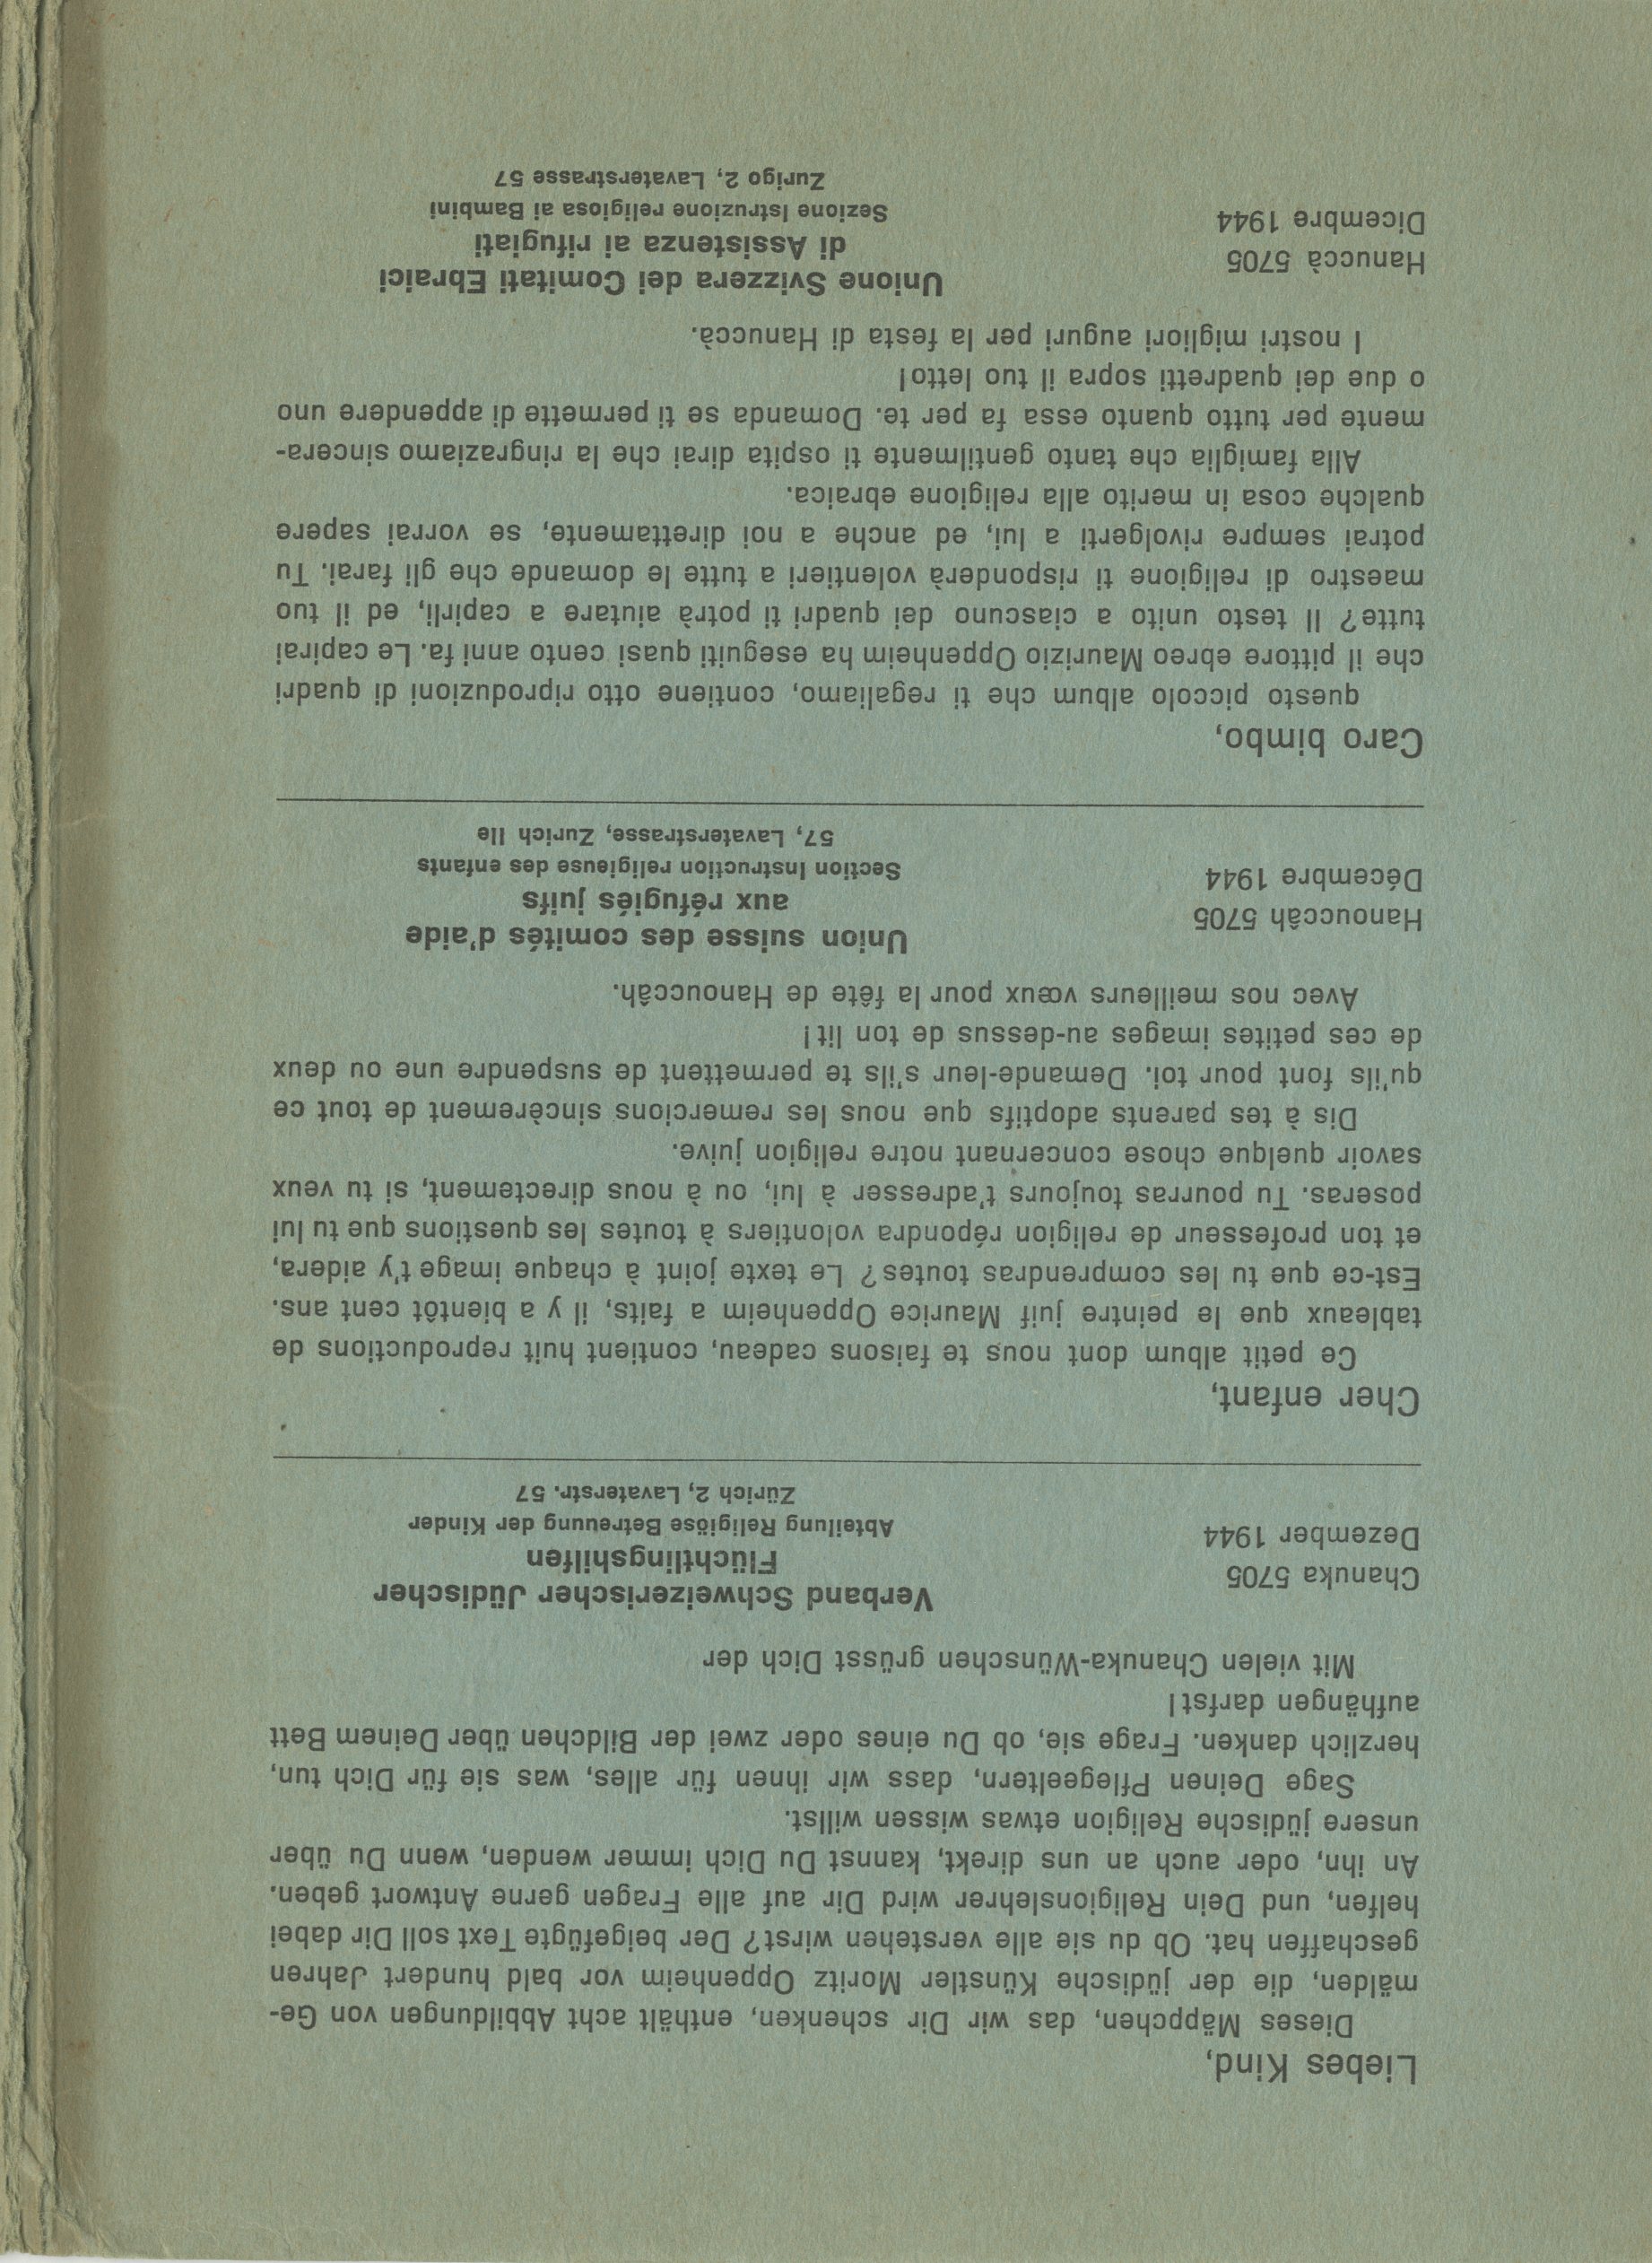 Liebes Kind,
Dieses Mäppchen, das wir Dir schenken, enthält acht Abbildungen von Ge-
mälden, die der jüdische Künstler Moritz Oppenheim vor bald hundert Jahren
geschaffen hat. Ob du sie alle verstehen wirst? Der beigefügte Text soll Dir dabei
helfen, und Dein Religionslehrer wird Dir auf alle Fragen gerne Antwort geben.
An ihn, oder auch an uns direkt, kannst Du Dich immer wenden, wenn Du über
unsere jüdische Religion etwas wissen willst.
Sage Deinen Pflegeeltern, dass wir ihnen für alles, was sie für Dich tun,
herzlich danken. Frage sie, ob Du eines oder zwei der Bildchen über Deinem Bett
aufhängen darfst!
Mit vielen Chanuka-Wünschen grüsst Dich der
Verband Schweizerischer Jüdischer
Flüchtlingshilfen
Chanuka 5705
Dezember 1944
Abteilung Religiöse Betreuung der Kinder
Zürich 2, Lavaterstr. 57
Cher enfant,
Ce petit album dont nous te faisons cadeau, contient huit reproductions de
tableaux que le peintre juif Maurice Oppenheim a faits, il y a bientôt cent ans.
Est-ce que tu les comprendras toutes? Le texte joint à chaque image t'y aidera,
et ton professeur de religion répondra volontiers à toutes les questions que tu lui
poseras. Tu pourras toujours t'adresser à lui, ou à nous directement, si tu veux
savoir quelque chose concernant notre religion juive.
Dis à tes parents adoptifs que nous les remercions sincèrement de tout ce
qu'ils font pour toi. Demande-leur s'ils te permettent de suspendre une ou deux
de ces petites images au-dessus de ton lit!
Avec nos meilleurs vœux pour la fête de Hanouccâh.
Union suisse des comités d'aide
aux réfugiés juifs
Hanouccâh 5705
Décembre 1944
Section Instruction religieuse des enfants
57, Lavaterstrasse, Zurich IIe
Caro bimbo,
questo piccolo album che ti regaliamo, contiene otto riproduzioni di quadri
che il pittore ebreo Maurizio Oppenheim ha eseguiti quasi cento anni fa. Le capirai
tutte? Il testo unito a ciascuno dei quadri ti potrà aiutare a capirli, ed il tuo
maestro di religione ti risponderà volentieri a tutte le domande che gli farai. Tu
potrai sempre rivolgerti a lui, ed anche a noi direttamente, se vorrai sapere
qualche cosa in merito alla religione ebraica.
Alla famiglia che tanto gentilmente ti ospita dirai che la ringraziamo sincera-
mente per tutto quanto essa fa per te. Domanda se ti permette di appendere uno
o due dei quadretti sopra il tuo letto!
I nostri migliori auguri per la festa di Hanuccà.
Unione Svizzera dei Comitati Ebraici
di Assistenza ai rifugiati
Hanuccà 5705
Dicembre 1944
Sezione Istruzione religiosa ai Bambini
Zurigo 2, Lavaterstrasse 57